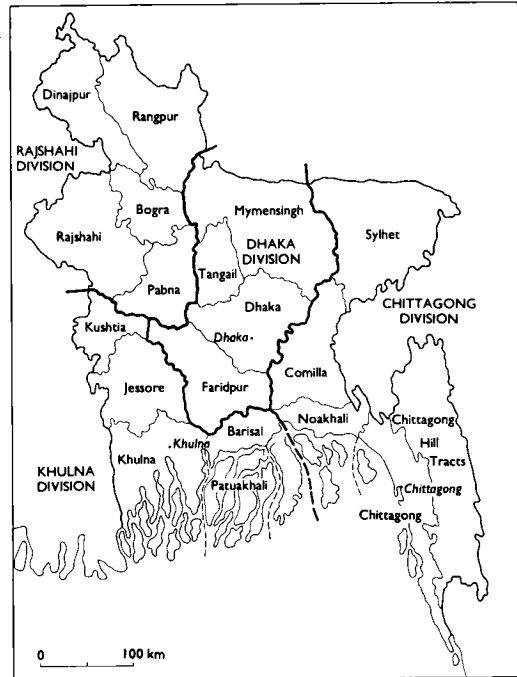 Dinajpur
Rangpur
RAJSHAHI
DIVISION
Bogra
Mymensingh
Rajshahi
Sylhet
DHAKA
DIVISION
Tangail
Pabna
Dhaka
CHITTAGONG
DIVISION
Kushtia
Dhaka
Comilla
Jessore
Faridpur
Noakhali
Chittagong
Hill
Tracts
Khulna
Barisal
Khulna
KHULNA
DIVISION
Patuakhali
Chittagong
Chittagong
0 100 km